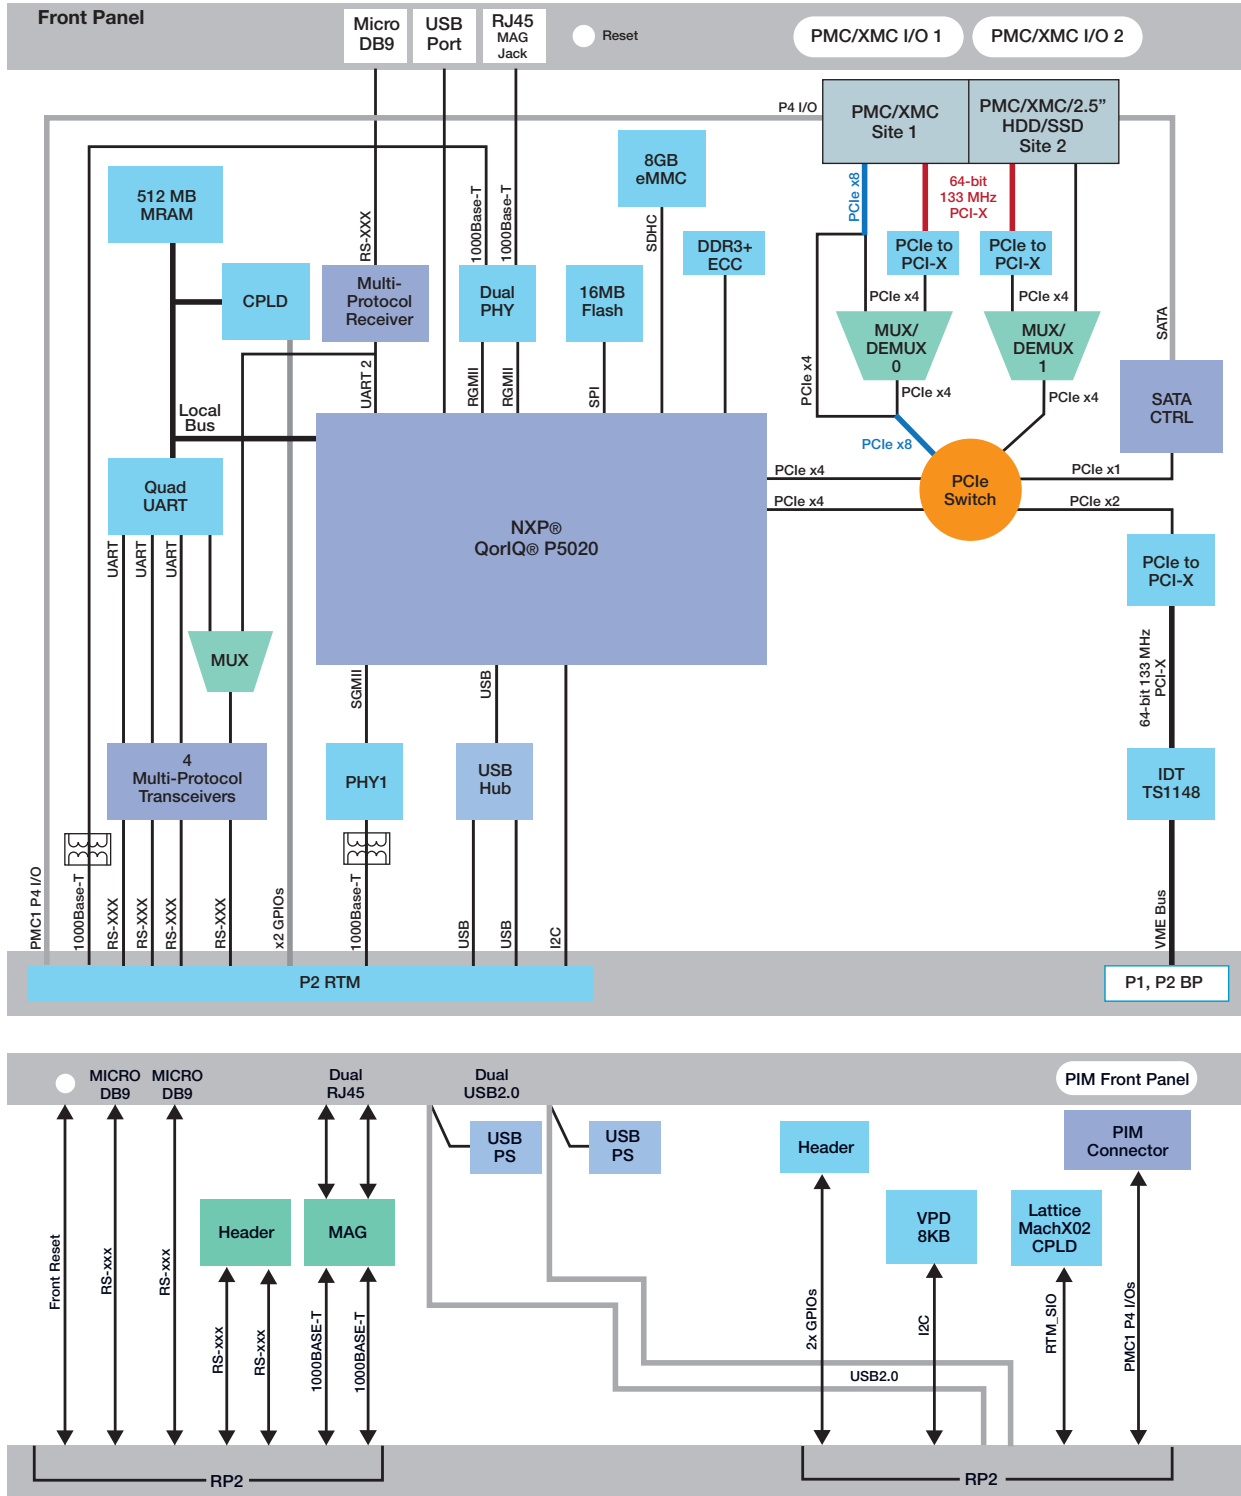 Front Panel
Micro
DB9
USB
Port
RJ45
MAG
Jack
Reset
PMC/XMC I/O 1
PMC/XMC I/O 2
P4 I/O
PMC/XMC
Site 1
PMC/XMC/2.5”
HDD/SSD
Site 2
512 MB
MRAM
8GB
eMMC
RS-XXX
1000Base-T
1000Base-T
SDHC
PCIe x8
64-bit
133 MHz
PCI-X
DDR3+
ECC
PCIe to
PCI-X
PCIe to
PCI-X
CPLD
Multi-
Protocol
Receiver
Dual
PHY
16MB
Flash
PCIe x4
PCIe x4
MUX/
DEMUX
0
MUX/
DEMUX
1
SATA
UART 2
RGMII
RGMII
SPI
PCIe x4
PCIe x4
PCIe x4
SATA
CTRL
Local
Bus
PCIe x8
PCIe x4
PCIe x4
PCIe
Switch
PCIe x1
PCIe x2
Quad
UART
NXP®
QorIQ® P5020
UART
UART
UART
PCIe to
PCI-X
MUX
SGMII
USB
64-bit 133 MHz
PCI-X
4
Multi-Protocol
Transceivers
PHY1
USB
Hub
IDT
TS1148
PMC1 P4 I/O
1000Base-T
RS-XXX
RS-XXX
RS-XXX
RS-XXX
x2 GPIOs
1000Base-T
USB
USB
I2C
VME Bus
P2 RTM
P1, P2 BP
MICRO
DB9
MICRO
DB9
Dual
RJ45
Dual
USB2.0
PIM Front Panel
USB
PS
USB
PS
Header
PIM
Connector
Header
MAG
VPD
8KB
Lattice
MachX02
CPLD
Front Reset
RS-xxx
RS-xxx
RS-xxx
RS-xxx
1000BASE-T
1000BASE-T
2x GPIOs
I2C
RTM_SIO
PMC1 P4 I/Os
USB2.0
RP2
RP2